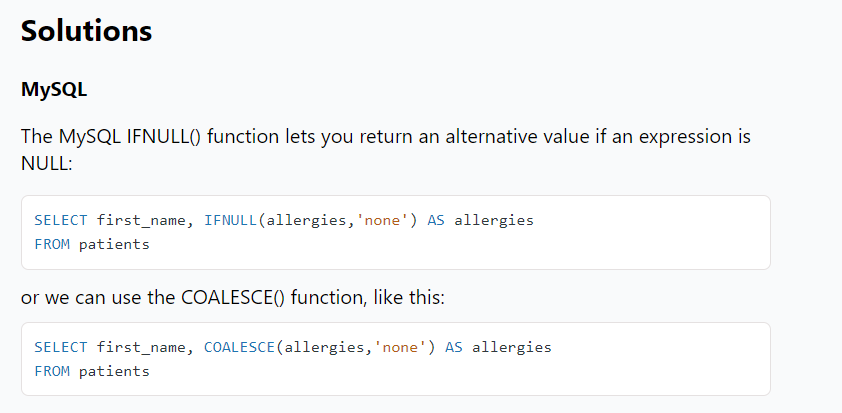 Solutions
MySQL
The MySQL IFNULL() function lets you return an alternative value if an expression is
NULL:
SELECT first_name, IFNULL(allergies,'none') AS allergies
FROM patients
or we can use the COALESCE() function, like this:
SELECT first_name, COALESCE(allergies,'none') AS allergies
FROM patients